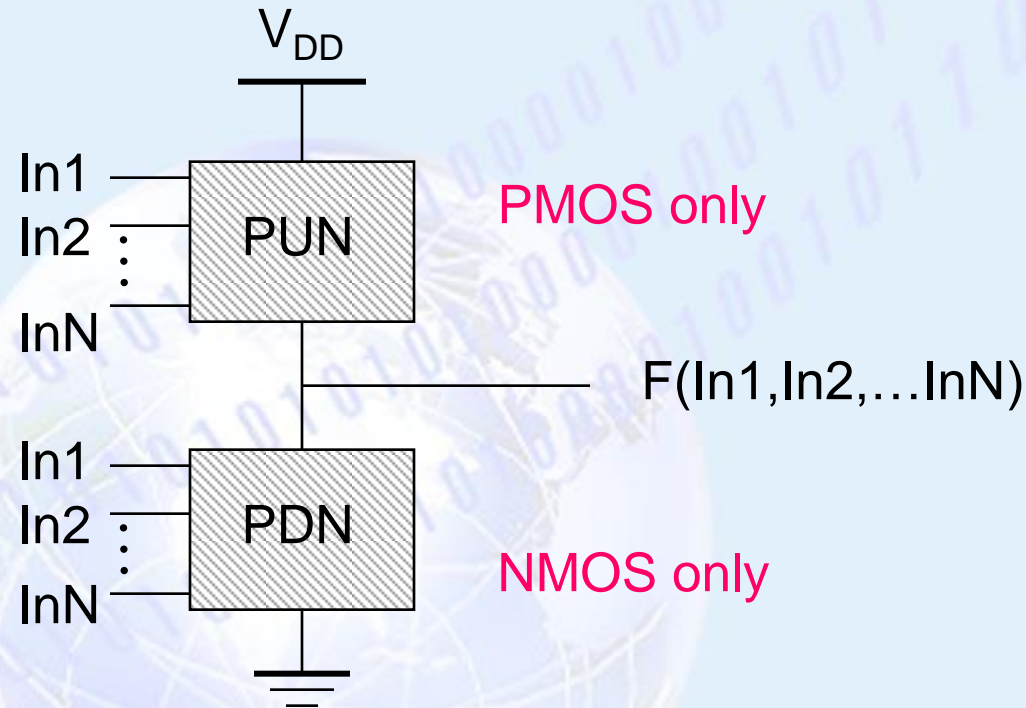 VDD
In1
In2
⋮
InN
PUN
PMOS only
F(In1,In2,…InN)
In1
In2
⋮
InN
PDN
NMOS only